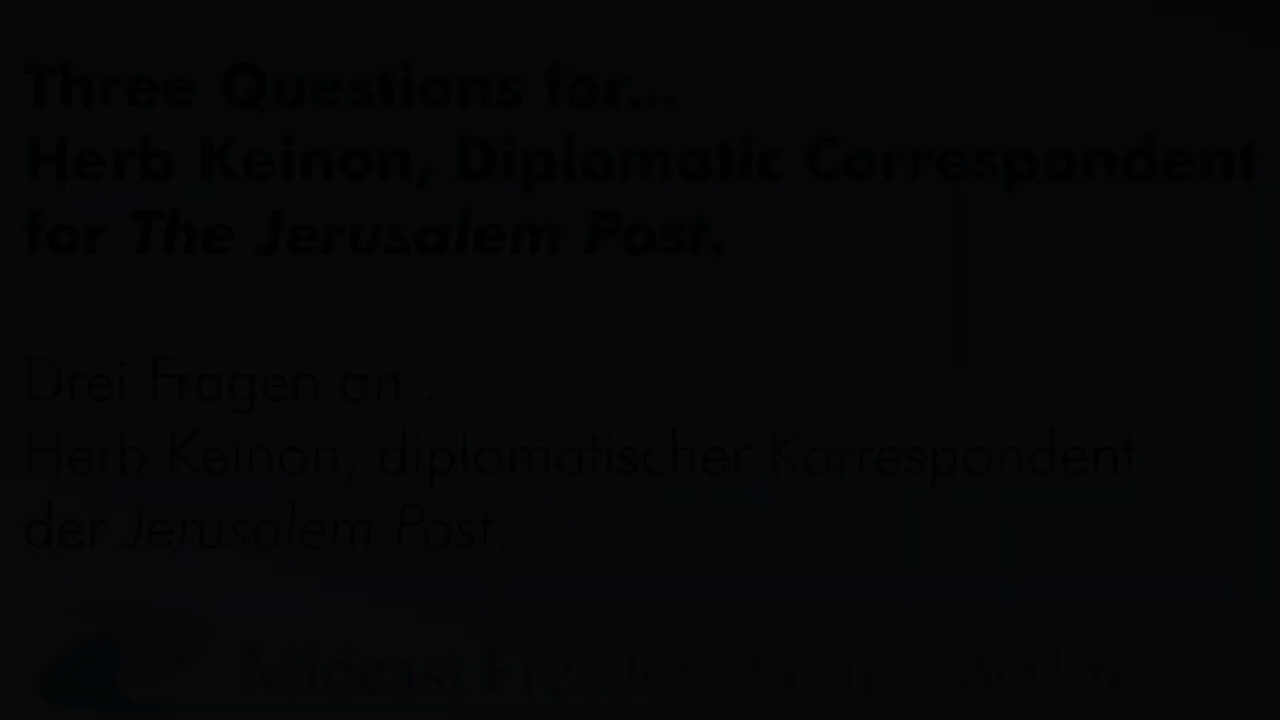 Three Questions for...
Herb Keinon, Diplomatic Correspondent
for The Jerusalem Post.
Drei Fragen an...
Herb Keinon, diplomatischer Korrespondent
der Jerusalem Post.
Mideast Freedom Forum Berlin e.V.